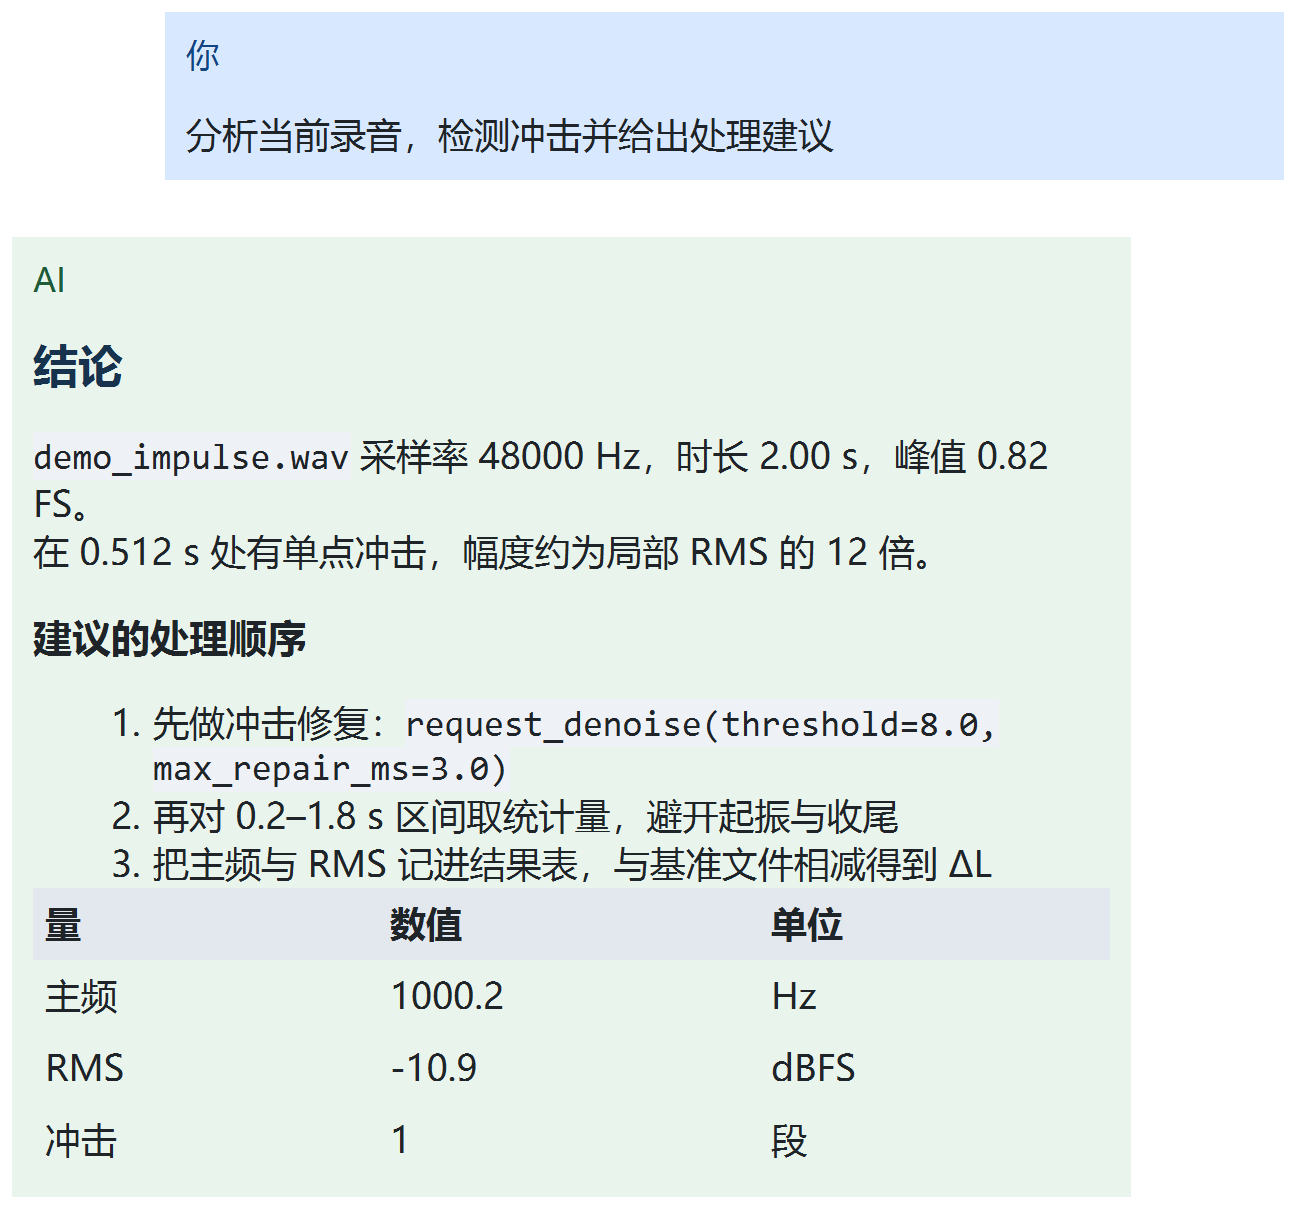 你
分析当前录音，检测冲击并给出处理建议
AI
结论
demo_impulse.wav 采样率 48000 Hz，时长 2.00 s，峰值 0.82
FS。
在 0.512 s 处有单点冲击，幅度约为局部 RMS 的 12 倍。
建议的处理顺序
1. 先做冲击修复：request_denoise(threshold=8.0,
max_repair_ms=3.0)
2. 再对 0.2–1.8 s 区间取统计量，避开起振与收尾
3. 把主频与 RMS 记进结果表，与基准文件相减得到 ΔL
量 数值 单位
主频 1000.2 Hz
RMS -10.9 dBFS
冲击 1 段